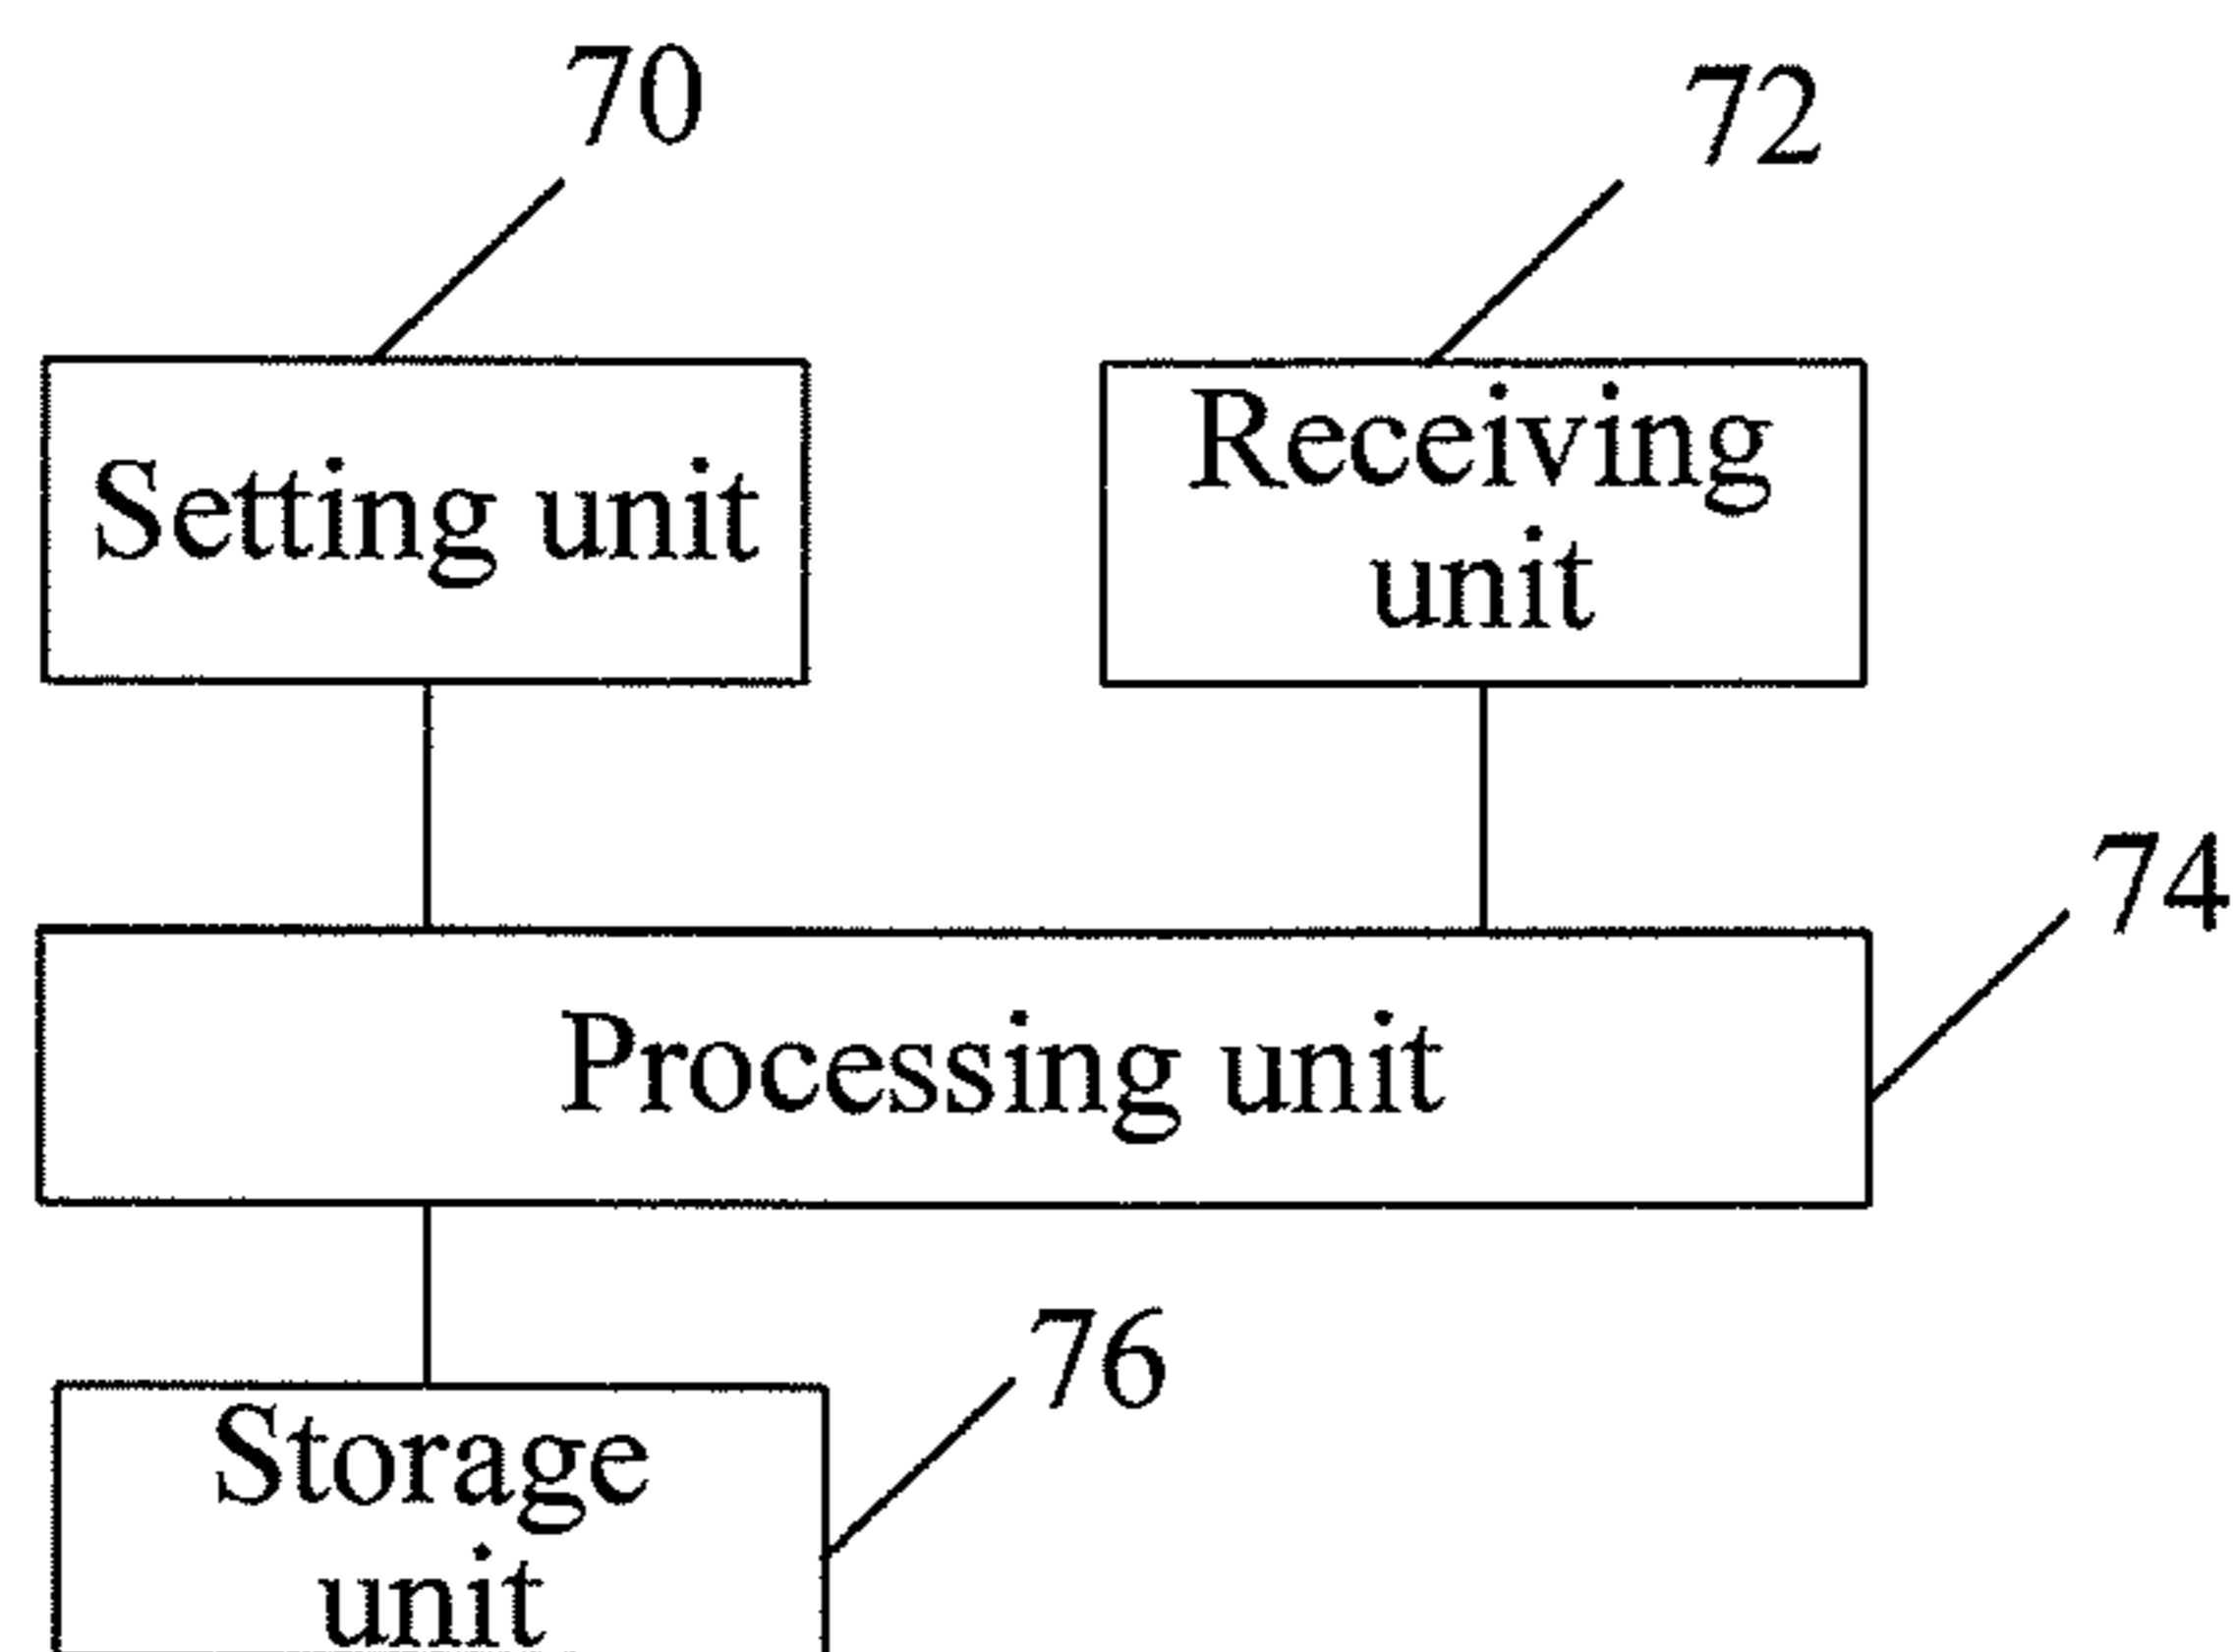 70
72
Setting unit
Receiving
unit
74
Processing unit
76
Storage
unit